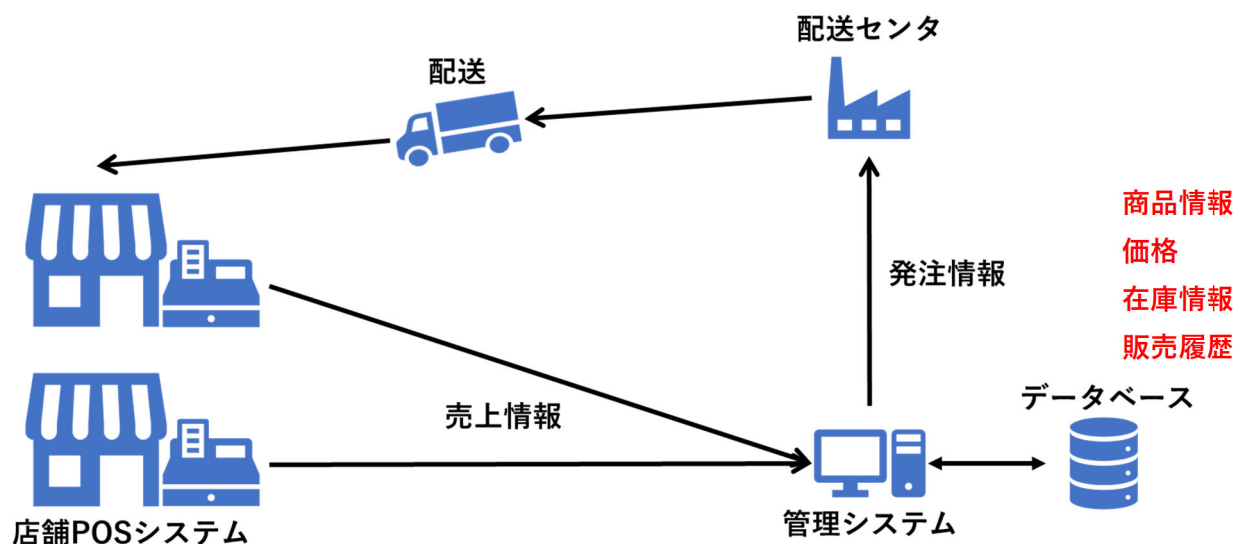 配送センタ
配送
商品情報
価格
在庫情報
販売履歴
発注情報
データベース
売上情報
店舗POSシステム
管理システム